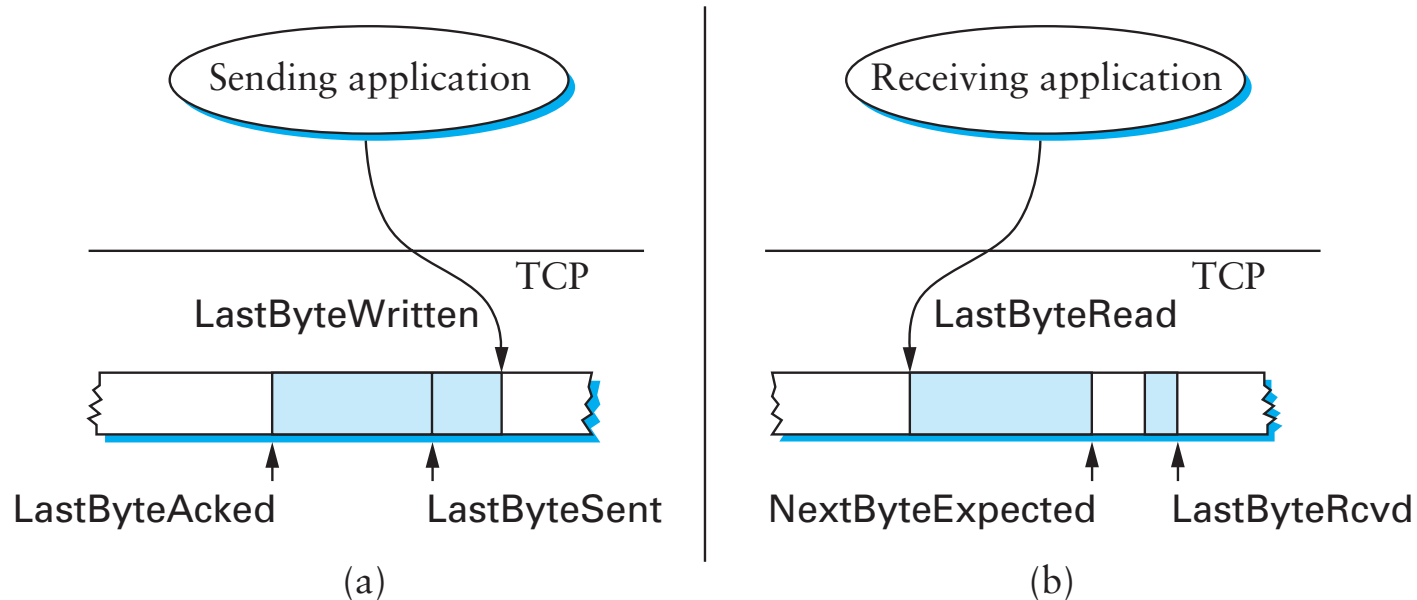 Sending application
TCP
LastByteWritten
LastByteAcked
LastByteSent
(a)
Receiving application
TCP
LastByteRead
NextByteExpected
LastByteRcvd
(b)